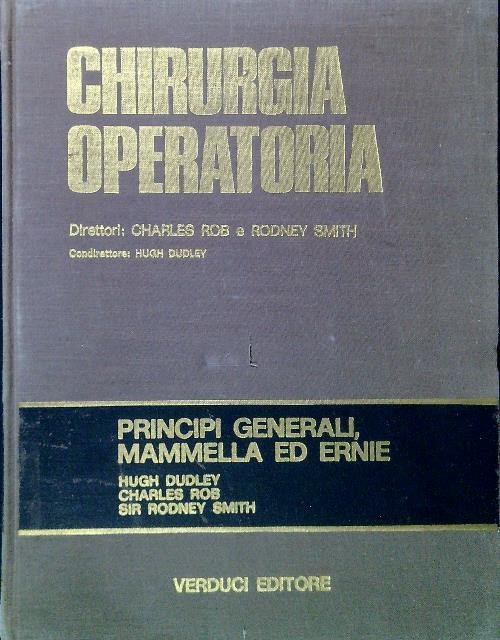 CHIRURGIA
OPERATORIA
Direttori: CHARLES ROB e RODNEY SMITH
Condirettore: HUGH DUDLEY
PRINCIPI GENERALI,
MAMMELLA ED ERNIE
HUGH DUDLEY
CHARLES ROB
SIR RODNEY SMITH
VERDUCI EDITORE